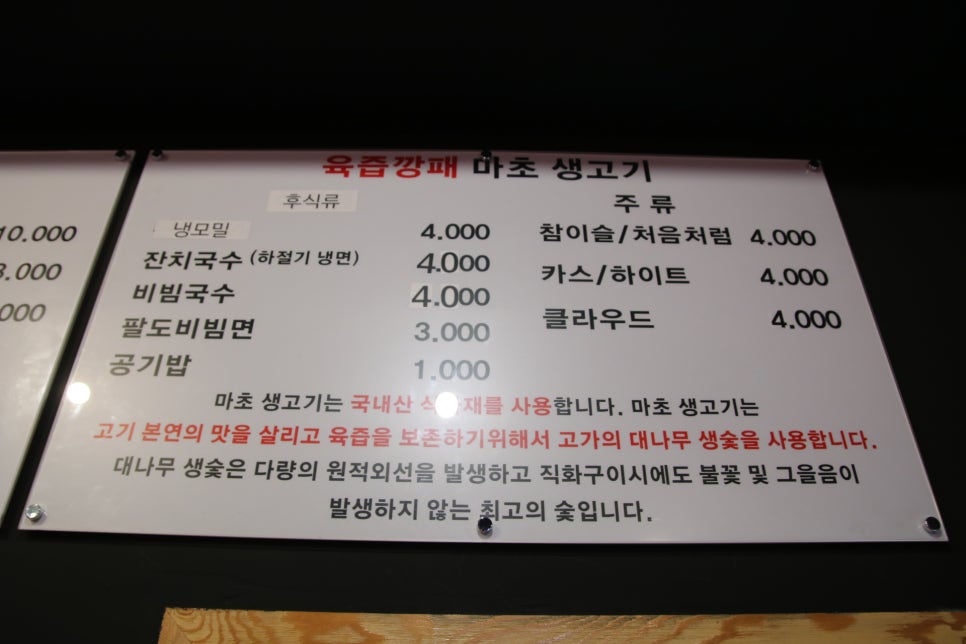 10.000
3.000
000
육즙깡패 마초 생고기
후식류
냉모밀 4.000
잔치국수 (하절기 냉면) 4.000
비빔국수 4.000
팔도비빔면 3.000
공기밥 1.000
주 류
참이슬/처음처럼 4.000
카스/하이트 4.000
클라우드 4.000
마초 생고기는 국내산 사용합니다. 마초 생고기는
고기 본연의 맛을 살리고 육즙을 보존하기위해서 고가의 대나무 생숯을 사용합니다.
대나무 생숯은 다량의 원적외선을 발생하고 직화구이시에도 불꽃 및 그을음이
발생하지 않는 최고의 숯입니다.